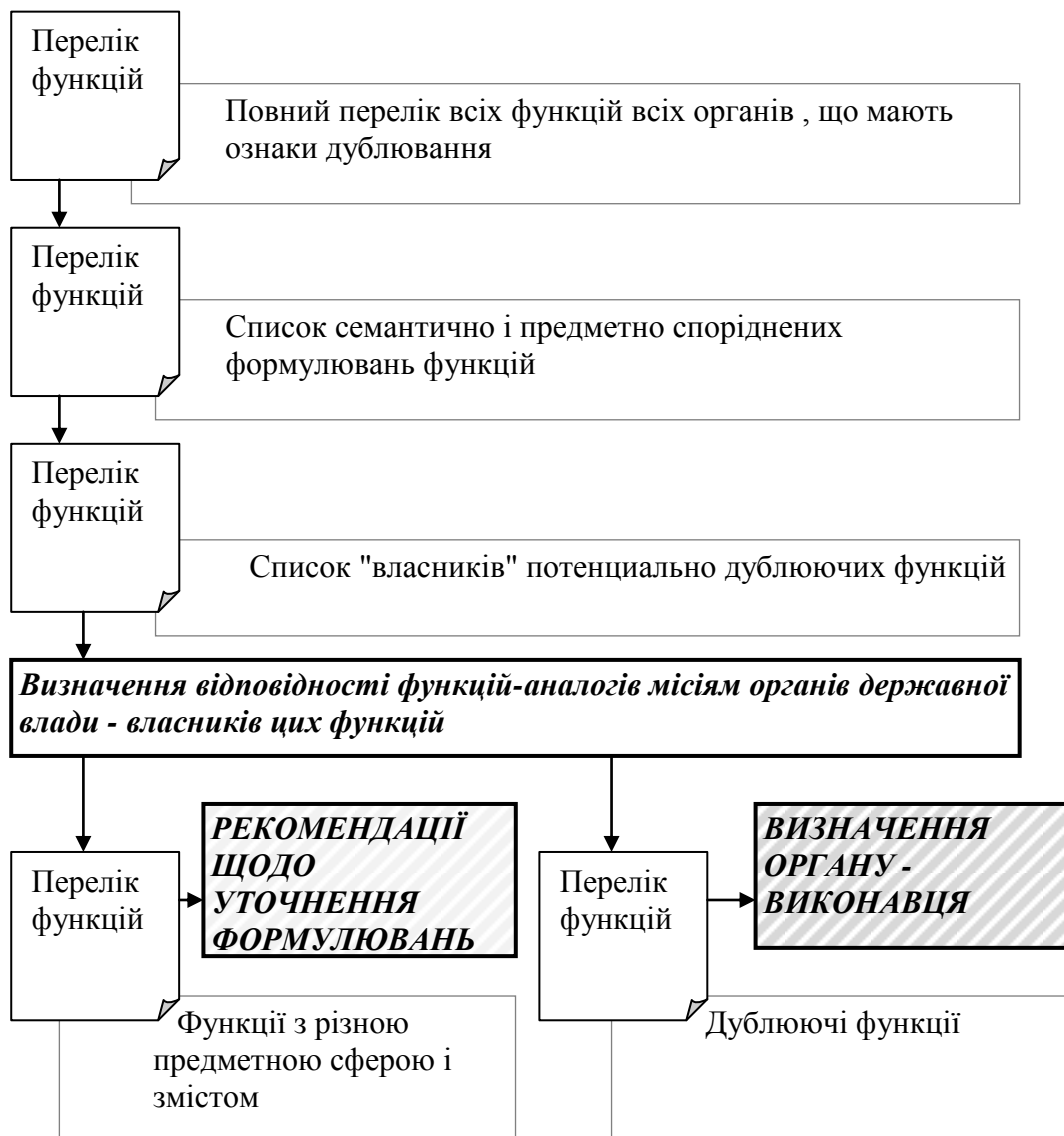 Перелік
функцій
Повний перелік всіх функцій всіх органів , що мають
ознаки дублювання
Перелік
функцій
Список семантично і предметно споріднених
формулювань функцій
Перелік
функцій
Список "власників" потенциально дублюючих функцій
Визначення відповідності функцій-аналогів місіям органів державної
влади - власників цих функцій
Перелік
функцій
РЕКОМЕНДАЦІЇ
ЩОДО
УТОЧНЕННЯ
ФОРМУЛЮВАНЬ
Функції з різною
предметною сферою і
змістом
Перелік
функцій
ВИЗНАЧЕННЯ
ОРГАНУ -
ВИКОНАВЦЯ
Дублюючі функції